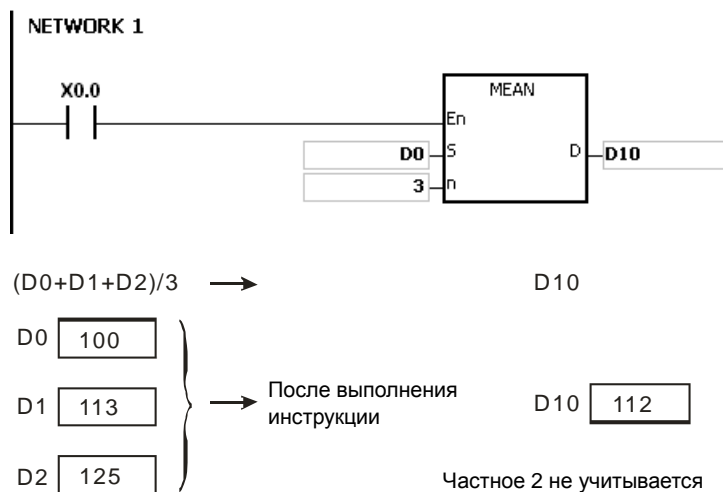 NETWORK 1
X0.0
MEAN
En
D0 S D D10
3 n
(D0+D1+D2)/3 D10
D0 100
D1 113
После выполнения
инструкции
D10 112
D2 125
Частное 2 не учитывается